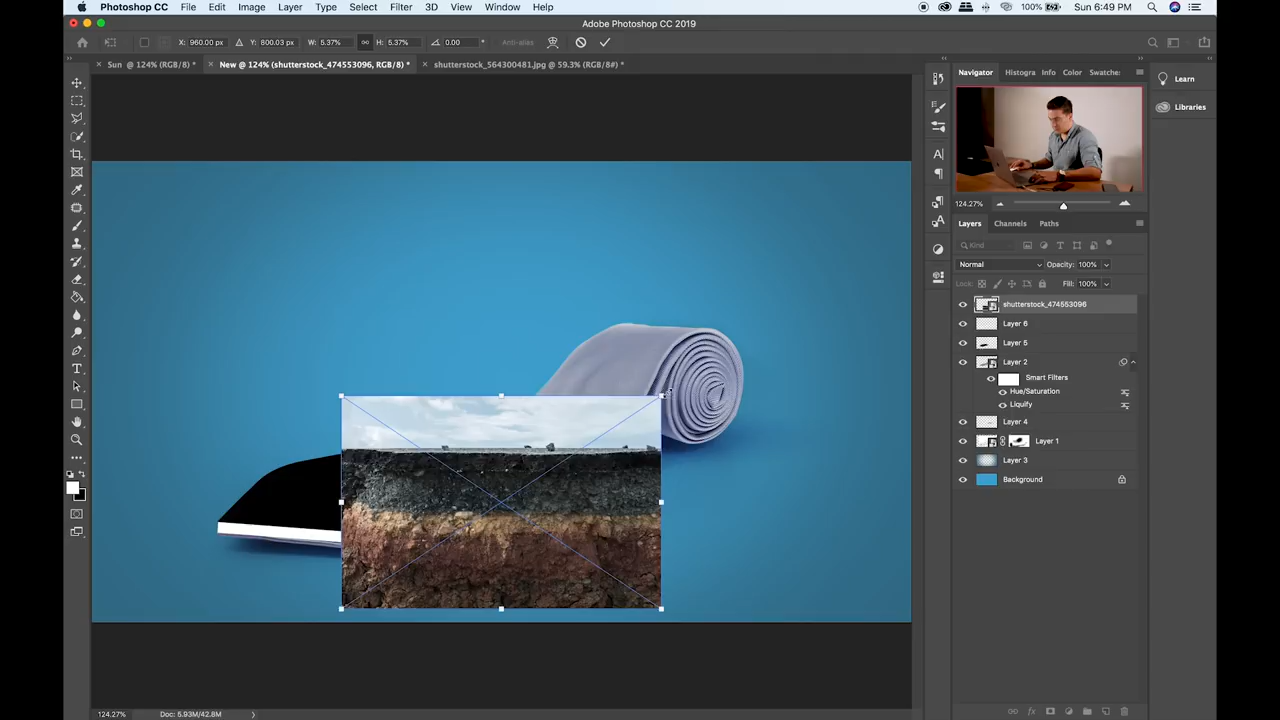 Photoshop CC File Edit Image Layer Type Select Filter 3D View Window Help 100% Sun 6:49 PM
Adobe Photoshop CC 2019
X: 960.00 px Y: 800.03 px W: 5.37% H: 5.37% 0.00 ° Anti-alies
Sun @ 124% (RGB/8) * New @ 124% (shutterstock_474553096, RGB/8) * shutterstock_564300481.jpg @ 59.3% (RGB/8#) *
Navigator Histogra Info Color Swatche:
Learn
Libraries
124.27%
Layers Channels Paths
Kind
Normal Opacity: 100%
Lock: Fill: 100%
shutterstock_474553096
Layer 6
Layer 5
Layer 2
Smart Filters
Hue/Saturation
Liquify
Layer 4
Layer 1
Layer 3
Background
124.27% Doc: 5.93M/42.8M